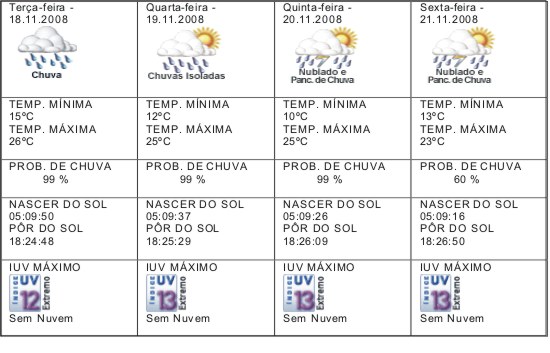 Terça-feira -
18.11.2008
Chuva
TEMP. MÍNIMA
15ºC
TEMP. MÁXIMA
26ºC
PROB. DE CHUVA
99 %
NASCER DO SOL
05:09:50
PÔR DO SOL
18:24:48
IUV MÁXIMO
ÍNDICE UV
12
Extremo
Sem Nuvem
Quarta-feira -
19.11.2008
Chuvas Isoladas
TEMP. MÍNIMA
12ºC
TEMP. MÁXIMA
25ºC
PROB. DE CHUVA
99 %
NASCER DO SOL
05:09:37
PÔR DO SOL
18:25:29
IUV MÁXIMO
ÍNDICE UV
13
Extremo
Sem Nuvem
Quinta-feira -
20.11.2008
Nublado e
Panc. de Chuva
TEMP. MÍNIMA
10ºC
TEMP. MÁXIMA
25ºC
PROB. DE CHUVA
99 %
NASCER DO SOL
05:09:26
PÔR DO SOL
18:26:09
IUV MÁXIMO
ÍNDICE UV
13
Extremo
Sem Nuvem
Sexta-feira -
21.11.2008
Nublado e
Panc. de Chuva
TEMP. MÍNIMA
13ºC
TEMP. MÁXIMA
23ºC
PROB. DE CHUVA
60 %
NASCER DO SOL
05:09:16
PÔR DO SOL
18:26:50
IUV MÁXIMO
ÍNDICE UV
13
Extremo
Sem Nuvem